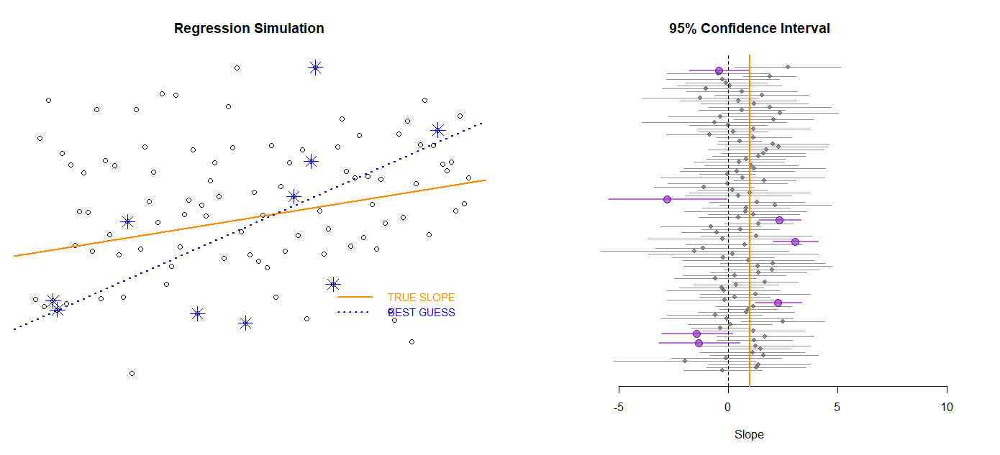 Regression Simulation
TRUE SLOPE
BEST GUESS
95% Confidence Interval
-5 0 5 10
Slope